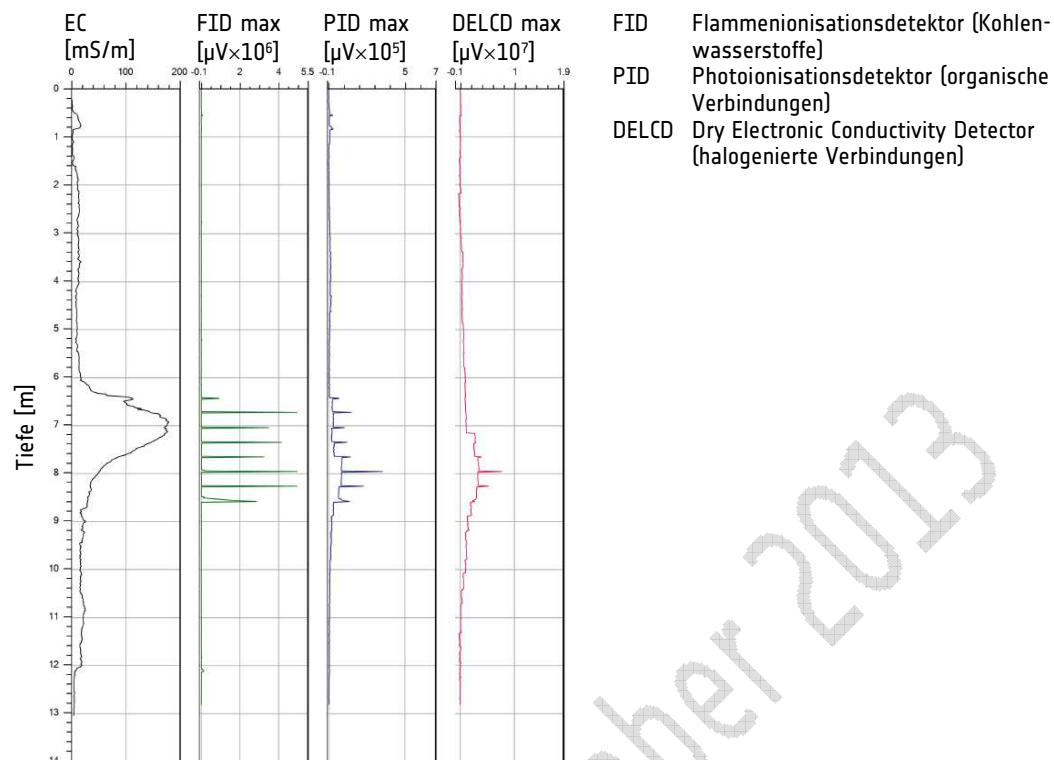 EC
[mS/m]
FID max
[µV×10⁶]
PID max
[µV×10⁵]
DELCD max
[µV×10⁷]
0 100 200
-0.1 2 4 5.5
-0.1 5 7
-0.1 1 1.9
0
1
2
3
4
5
6
7
8
9
10
11
12
13
14
Tiefe [m]
FID Flammenionisationsdetektor (Kohlen-
wasserstoffe)
PID Photoionisationsdetektor (organische
Verbindungen)
DELCD Dry Electronic Conductivity Detector
(halogenierte Verbindungen)
ber 2013